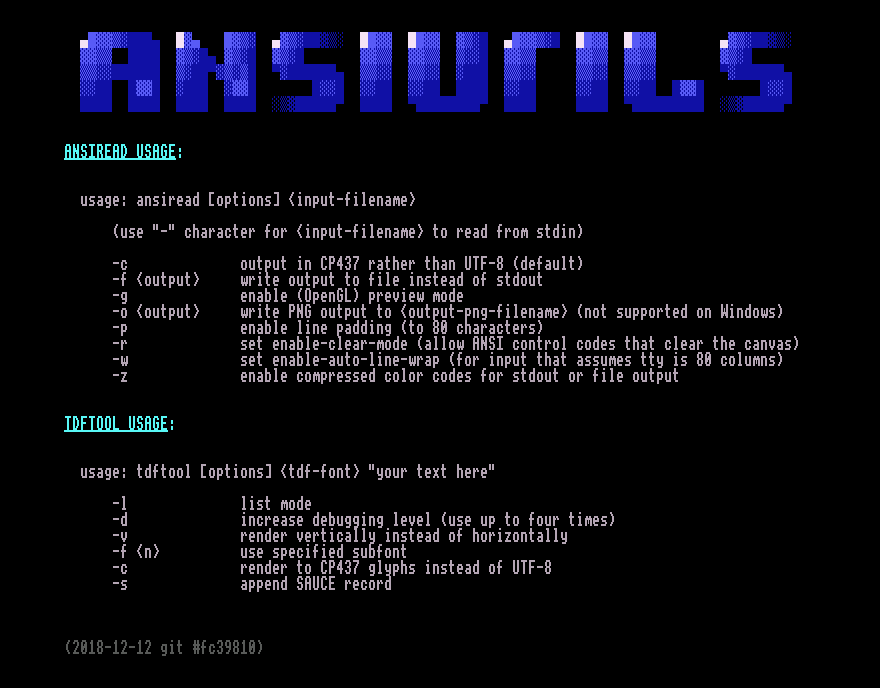 ANSIUTILS
ANSIREAD USAGE:
usage: ansiread [options] <input-filename>
(use "-" character for <input-filename> to read from stdin)
-c output in CP437 rather than UTF-8 (default)
-f <output> write output to file instead of stdout
-g enable (OpenGL) preview mode
-o <output> write PNG output to <output-png-filename> (not supported on Windows)
-p enable line padding (to 80 characters)
-r set enable-clear-mode (allow ANSI control codes that clear the canvas)
-w set enable-auto-line-wrap (for input that assumes tty is 80 columns)
-z enable compressed color codes for stdout or file output
TDFTOOL USAGE:
usage: tdftool [options] <tdf-font> "your text here"
-l list mode
-d increase debugging level (use up to four times)
-v render vertically instead of horizontally
-f <n> use specified subfont
-c render to CP437 glyphs instead of UTF-8
-s append SAUCE record
(2018-12-12 git #fc39810)